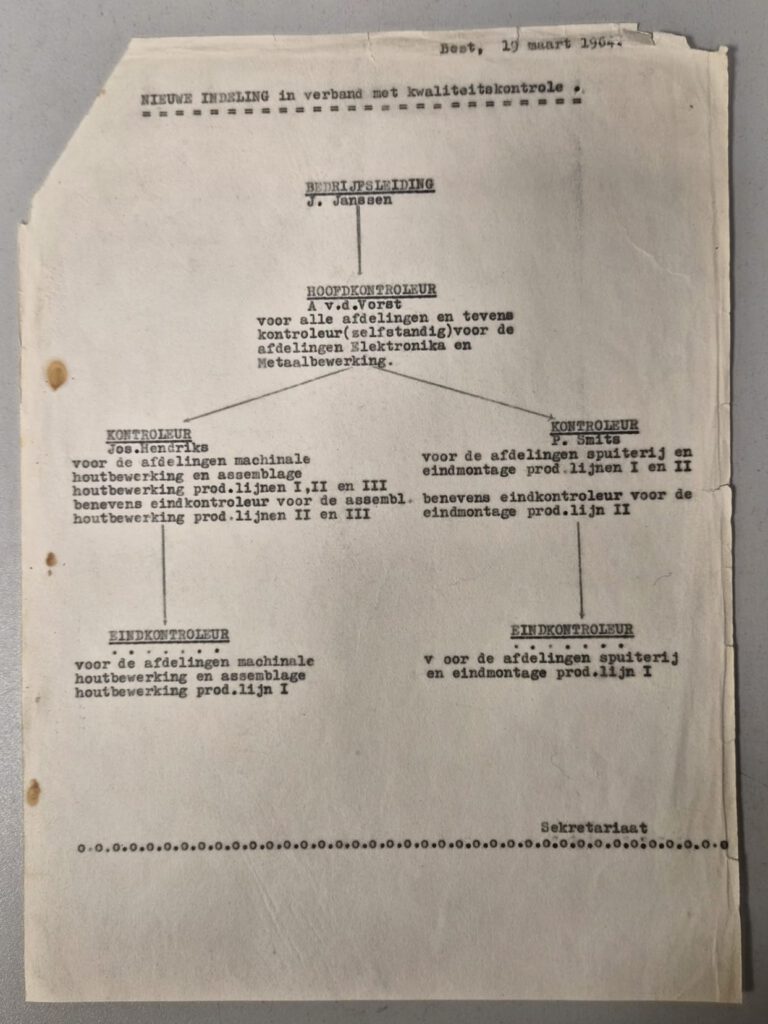 Best, 19 maart 1964.
NIEUWE INDELING in verband met kwaliteitskontrole .
= = = = = = = = = = = = = = = = = = = = = = = = = =
BEDRIJFSLEIDING
J. Janssen
HOOFDKONTROLEUR
A v.d.Vorst
voor alle afdelingen en tevens
kontroleur(zelfstandig)voor de
afdelingen Elektronika en
Metaalbewerking.
KONTROLEUR
Jos.Hendriks
voor de afdelingen machinale
houtbewerking en assemblage
houtbewerking prod.lijnen I,II en III
benevens eindkontroleur voor de assembl.
houtbewerking prod.lijnen II en III
KONTROLEUR
P. Smits
voor de afdelingen spuiterij en
eindmontage prod.lijnen I en II
benevens eindkontroleur voor de
eindmontage prod.lijn II
EINDKONTROLEUR
. . . . . . .
voor de afdelingen machinale
houtbewerking en assemblage
houtbewerking prod.lijn I
EINDKONTROLEUR
. . . . . . .
v oor de afdelingen spuiterij
en eindmontage prod.lijn I
Sekretariaat
o.o.o.o.o.o.o.o.o.o.o.o.o.o.o.o.o.o.o.o.o.o.o.o.o.o.o.o.o.o.o.o.o.o.o.o.o.o